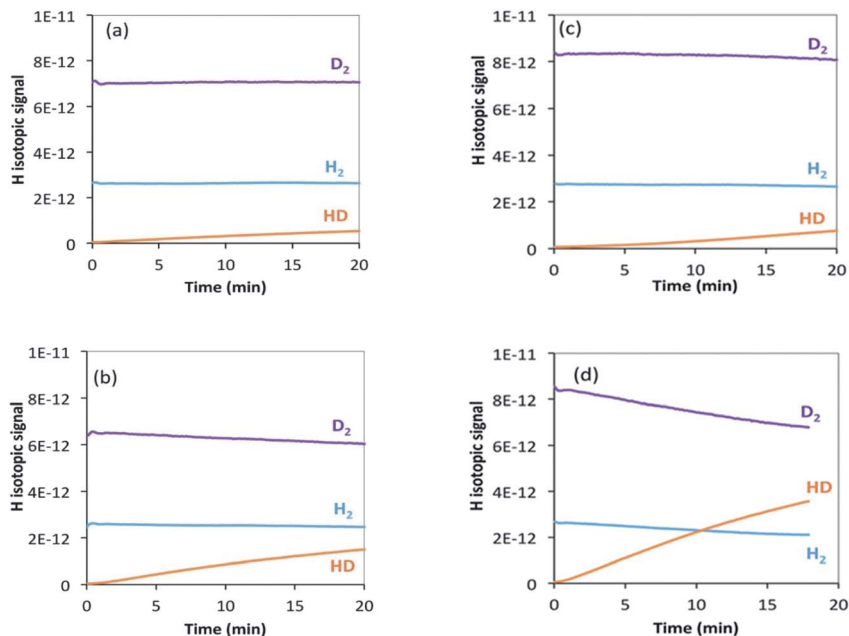 (a)
H isotopic signal
1E-11
8E-12
6E-12
4E-12
2E-12
0
D₂
H₂
HD
0 5 10 15 20
Time (min)
(c)
H isotopic signal
1E-11
8E-12
6E-12
4E-12
2E-12
0
D₂
H₂
HD
0 5 10 15 20
Time (min)
(b)
H isotopic signal
1E-11
8E-12
6E-12
4E-12
2E-12
0
D₂
H₂
HD
0 5 10 15 20
Time (min)
(d)
H isotopic signal
1E-11
8E-12
6E-12
4E-12
2E-12
0
D₂
HD
H₂
0 5 10 15 20
Time (min)